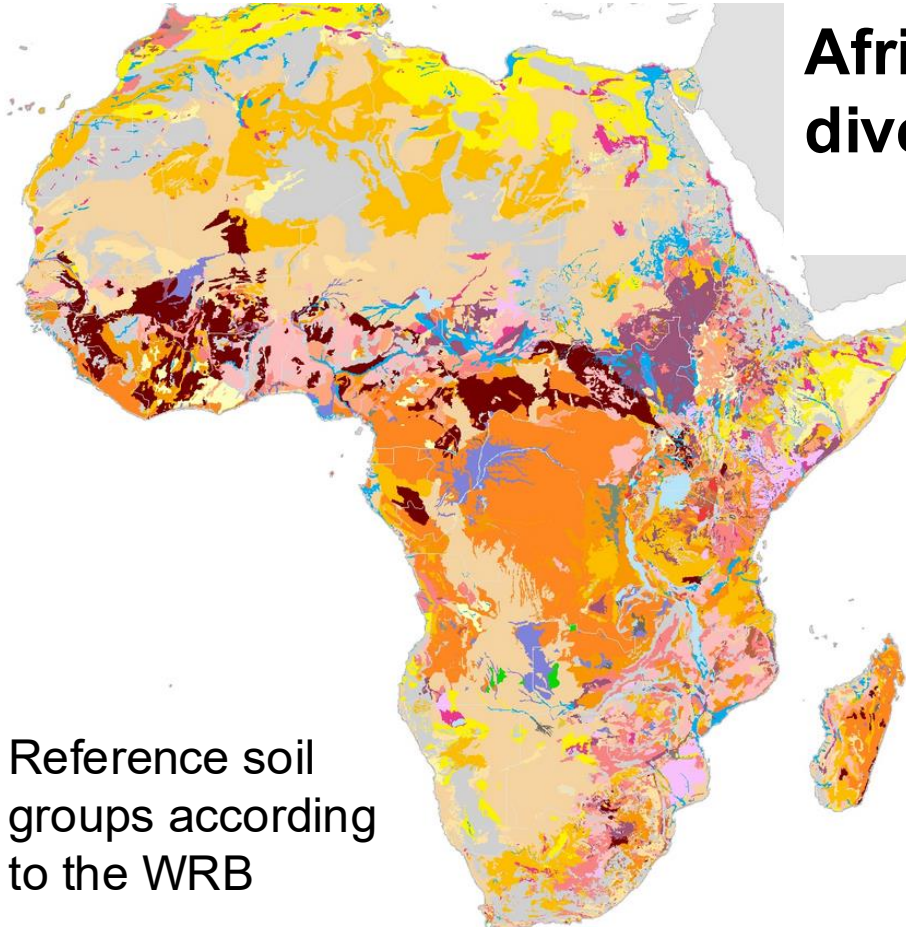 Afri
dive
Reference soil
groups according
to the WRB